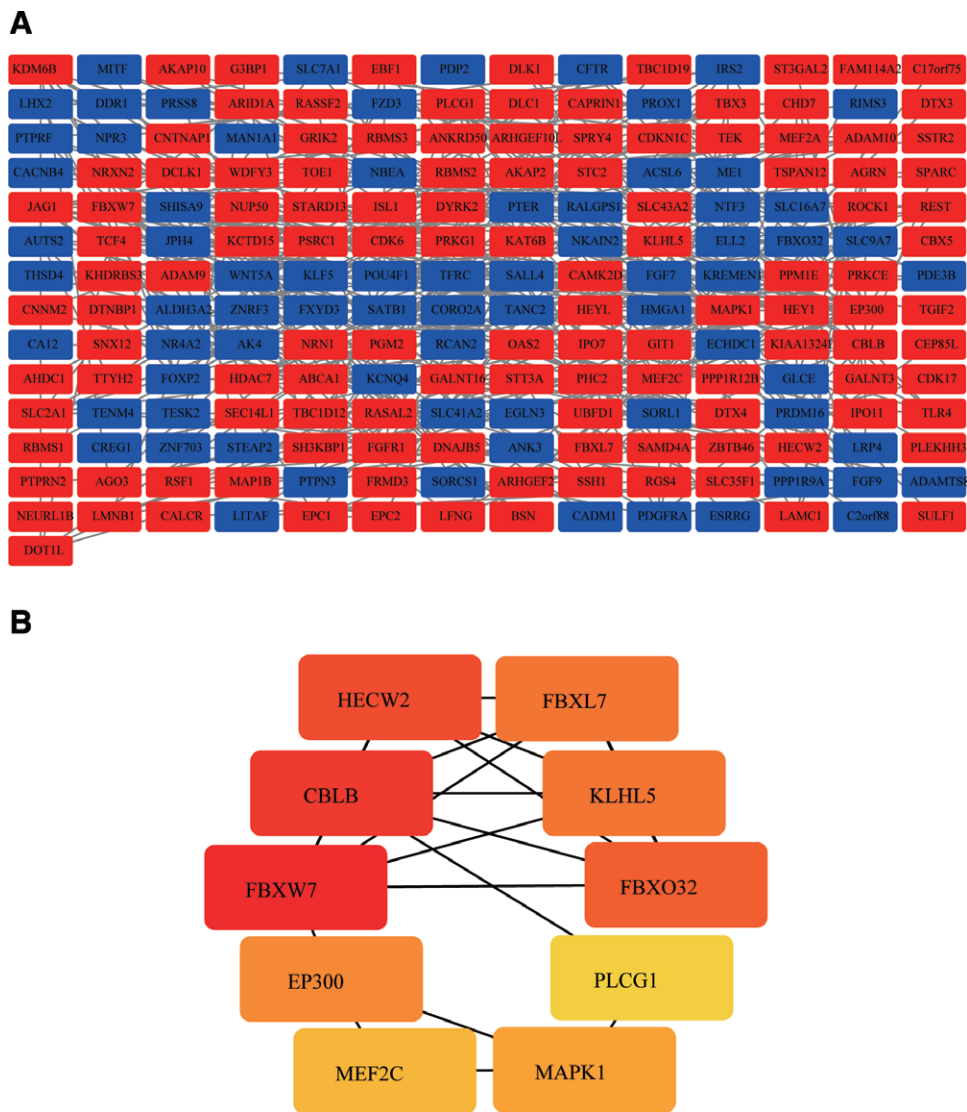 A
KDM6B MITF AKAP10 G3BP1 SLC7A1 EBF1 PDP2 DLK1 CFTR TBC1D19 IRS2 ST3GAL2 FAM114A2 C17orf75
LHX2 DDR1 PRSS8 ARID1A RASSF2 FZD3 PLCG1 DLC1 CAPRIN1 PROX1 TBX3 CHD7 RIMS3 DTX3
PTPRF NPR3 CNTNAP1 MAN1A1 GRIK2 RBMS3 ANKRD50 ARHGEF10L SPRY4 CDKN1C TEK MEF2A ADAM10 SSTR2
CACNB4 NRXN2 DCLK1 WDFY3 TOE1 NBEA RBMS2 AKAP2 STC2 ACSL6 ME1 TSPAN12 AGRN SPARC
JAG1 FBXW7 SHISA9 NUP50 STARD13 ISL1 DYRK2 PTER RALGPS1 SLC43A2 NTF3 SLC16A7 ROCK1 REST
AUTS2 TCF4 JPH4 KCTD15 PSRC1 CDK6 PRKG1 KAT6B NKAIN2 KLHL5 ELL2 FBXO32 SLC9A7 CBX5
THSD4 KHDRBS3 ADAM9 WNT5A KLF5 POU4F1 TFRC SALL4 CAMK2D FGF7 KREMEN1 PPM1E PRKCE PDE3B
CNNM2 DTNBP1 ALDH3A2 ZNRF3 FXYD3 SATB1 CORO2A TANC2 HEYL HMGA1 MAPK1 HEY1 EP300 TGIF2
CA12 SNX12 NR4A2 AK4 NRN1 PGM2 RCAN2 OAS2 IPO7 GIT1 ECHDC1 KIAA1324L CBLB CEP85L
AHDC1 TTYH2 FOXP2 HDAC7 ABCA1 KCNQ4 GALNT16 STT3A PHC2 MEF2C PPP1R12B GLCE GALNT3 CDK17
SLC2A1 TENM4 TESK2 SEC14L1 TBC1D12 RASAL2 SLC41A2 EGLN3 UBFD1 SORL1 DTX4 PRDM16 IPO11 TLR4
RBMS1 CREG1 ZNF703 STEAP2 SH3KBP1 FGFR1 DNAJB5 ANK3 FBXL7 SAMD4A ZBTB46 HECW2 LRP4 PLEKHH3
PTPRN2 AGO3 RSF1 MAP1B PTPN3 FRMD3 SORCS1 ARHGEF2 SSH1 RGS4 SLC35F1 PPP1R9A FGF9 ADAMTS8
NEURL1B LMNB1 CALCR LITAF EPC1 EPC2 LFNG BSN CADM1 PDGFRA ESRRG LAMC1 C2orf88 SULF1
DOT1L
B
HECW2 FBXL7
CBLB KLHL5
FBXW7 FBXO32
EP300 PLCG1
MEF2C MAPK1